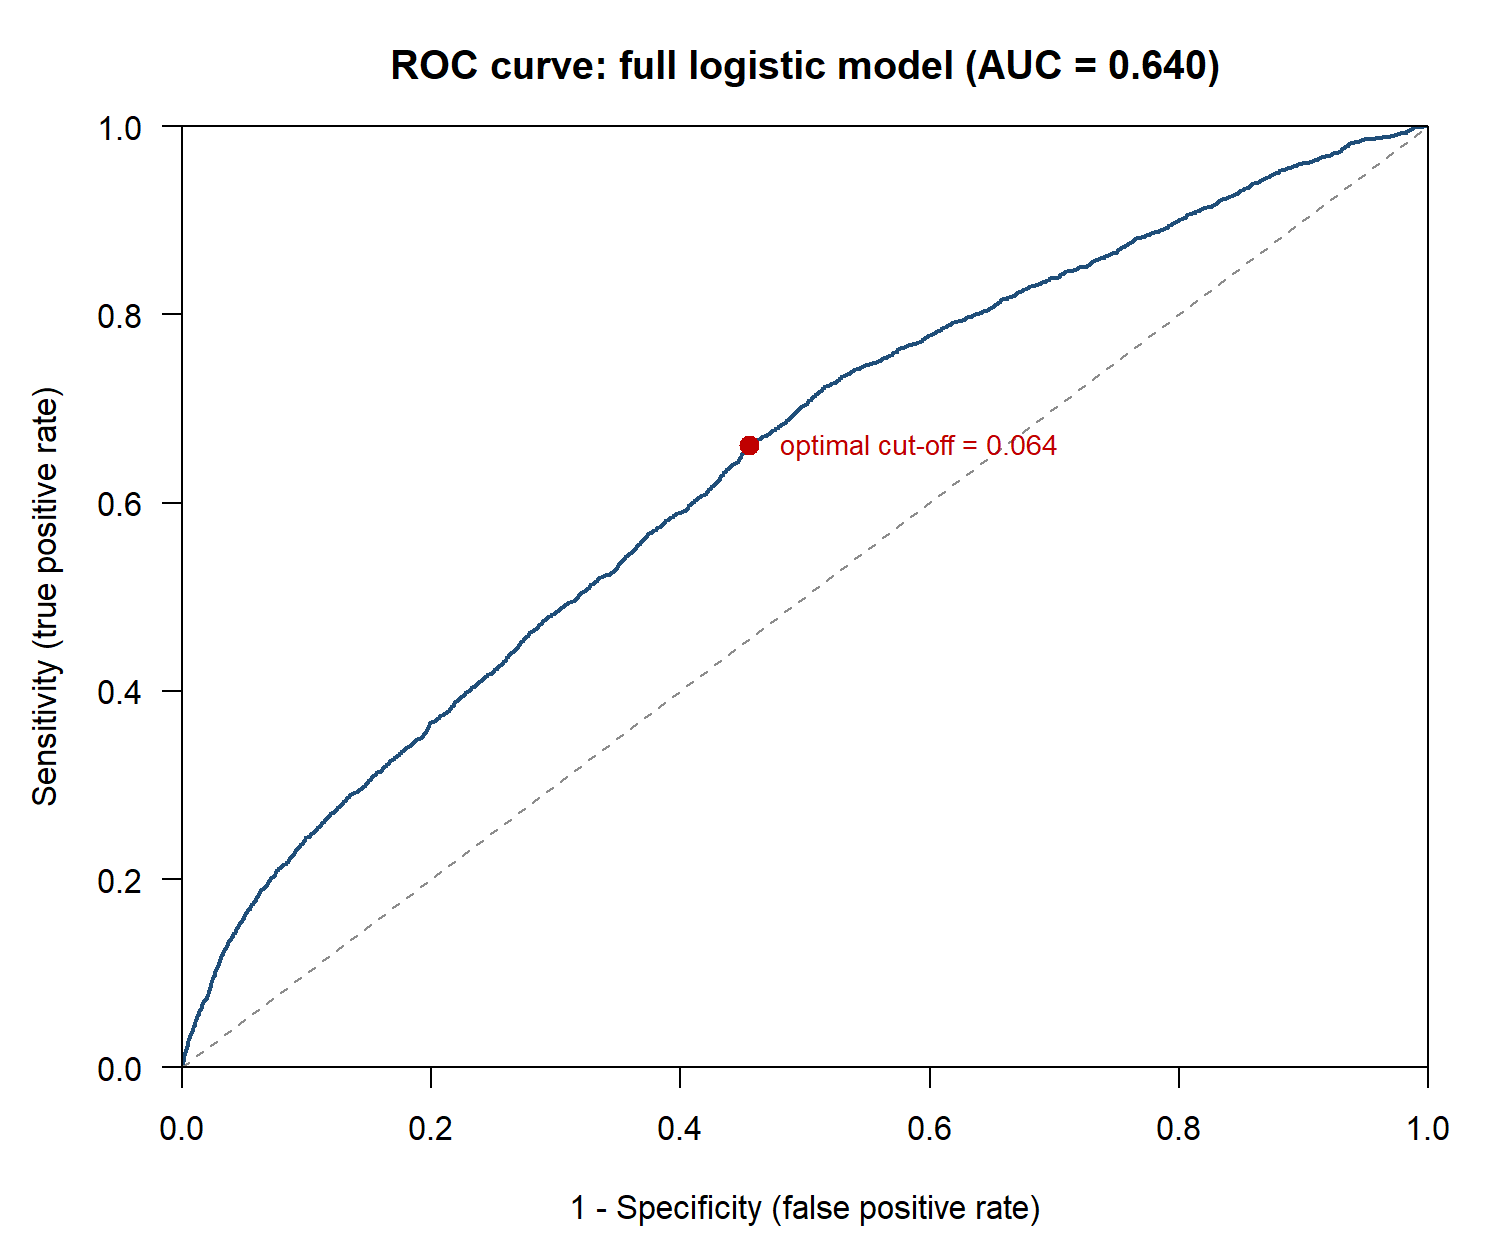 ROC curve: full logistic model (AUC = 0.640)
1.0
0.8
0.6
0.4
0.2
0.0
Sensitivity (true positive rate)
optimal cut-off = 0.064
0.0 0.2 0.4 0.6 0.8 1.0
1 - Specificity (false positive rate)